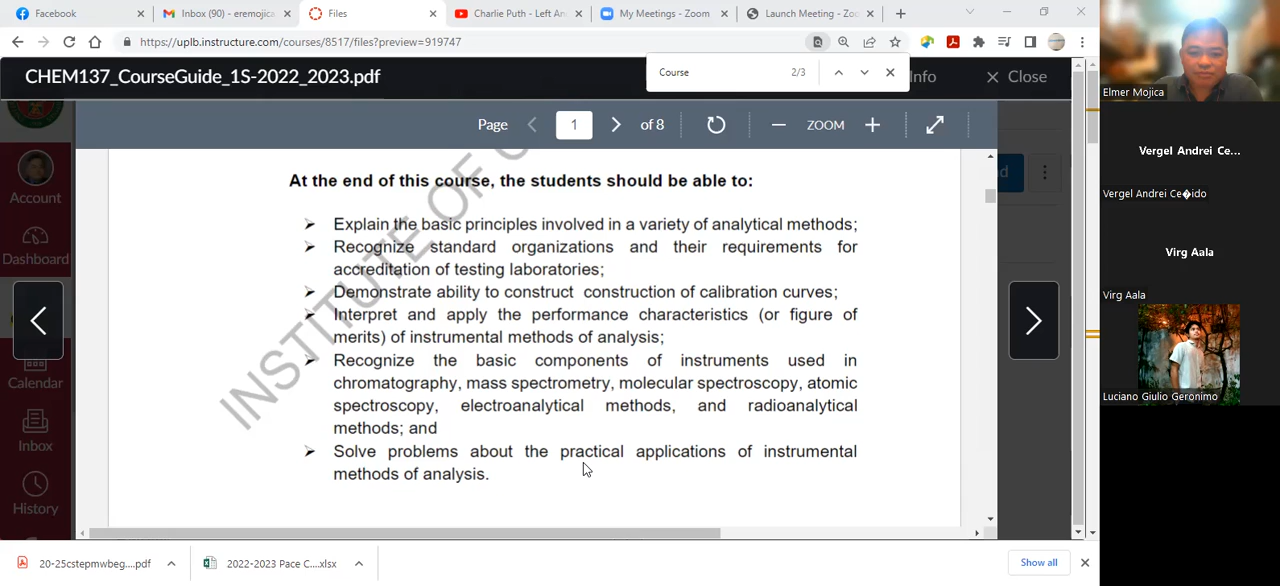 Facebook
Inbox (90) - eremojica
Files
Charlie Puth - Left An
My Meetings - Zoom
Launch Meeting - Zoo
https://uplb.instructure.com/courses/8517/files?preview=919747
CHEM137_CourseGuide_1S-2022_2023.pdf
Course 2/3
Info
Close
Page 1 of 8
ZOOM
Account
Dashboard
Calendar
Inbox
History
INSTITUTE OF C
At the end of this course, the students should be able to:
Explain the basic principles involved in a variety of analytical methods;
Recognize standard organizations and their requirements for
accreditation of testing laboratories;
Demonstrate ability to construct construction of calibration curves;
Interpret and apply the performance characteristics (or figure of
merits) of instrumental methods of analysis;
Recognize the basic components of instruments used in
chromatography, mass spectrometry, molecular spectroscopy, atomic
spectroscopy, electroanalytical methods, and radioanalytical
methods; and
Solve problems about the practical applications of instrumental
methods of analysis.
20-25cstepmwbeg....pdf
2022-2023 Pace C....xlsx
Show all
Elmer Mojica
Vergel Andrei Ce...
Vergel Andrei Ce�ido
Virg Aala
Virg Aala
Luciano Giulio Geronimo